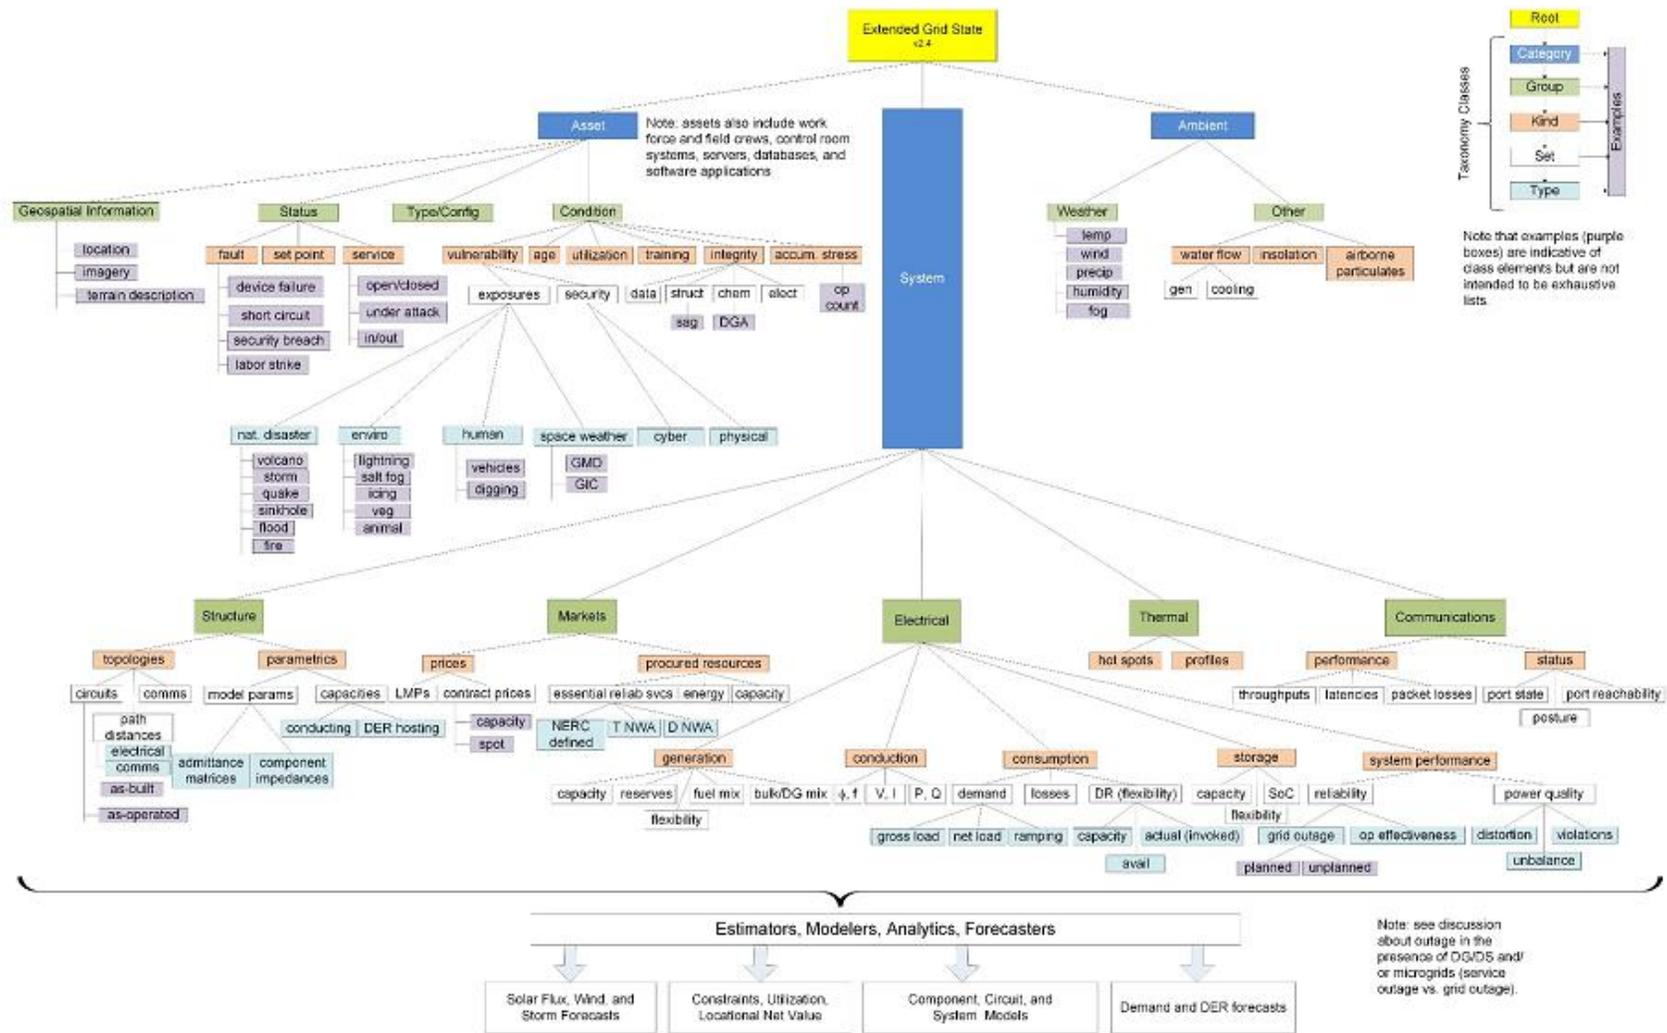 Extended Grid State
v2.4
Root
Category
Group
Kind
Set
Type
Taxonomy Classes
Examples
Note that examples (purple
boxes) are indicative of
class elements but are not
intended to be exhaustive
lists.
Asset
Note: assets also include work
force and field crews, control room
systems, servers, databases, and
software applications
System
Ambient
Geospatial Information
Status
Type/Config
Condition
Weather
Other
location
imagery
terrain description
fault
set point
service
device failure
short circuit
security breach
labor strike
open/closed
under attack
in/out
vulnerability
age
utilization
training
integrity
accum. stress
exposures
security
data
struct
chem
elect
op
count
sag
DGA
temp
wind
precip
humidity
fog
water flow
insolation
airborne
particulates
gen
cooling
nat. disaster
enviro
human
space weather
cyber
physical
volcano
storm
quake
sinkhole
flood
fire
lightning
salt fog
icing
veg
animal
vehicles
digging
GMD
GIC
Structure
Markets
Electrical
Thermal
Communications
topologies
parametrics
prices
procured resources
hot spots
profiles
performance
status
circuits
comms
model params
capacities
LMPs
contract prices
essential reliab svcs
energy
capacity
throughputs
latencies
packet losses
port state
port reachability
posture
path
distances
electrical
comms
as-built
as-operated
admittance
matrices
component
impedances
conducting
DER hosting
capacity
spot
NERC
defined
T NWA
D NWA
generation
conduction
consumption
storage
system performance
capacity
reserves
fuel mix
bulk/DG mix
flexibility
ϕ, f
V, I
P, Q
demand
losses
DR (flexibility)
capacity
SoC
flexibility
reliability
power quality
gross load
net load
ramping
capacity
actual (invoked)
avail
grid outage
op effectiveness
planned
unplanned
distortion
violations
unbalance
Estimators, Modelers, Analytics, Forecasters
Solar Flux, Wind, and
Storm Forecasts
Constraints, Utilization,
Locational Net Value
Component, Circuit, and
System Models
Demand and DER forecasts
Note: see discussion
about outage in the
presence of DG/DS and/
or microgrids (service
outage vs. grid outage).